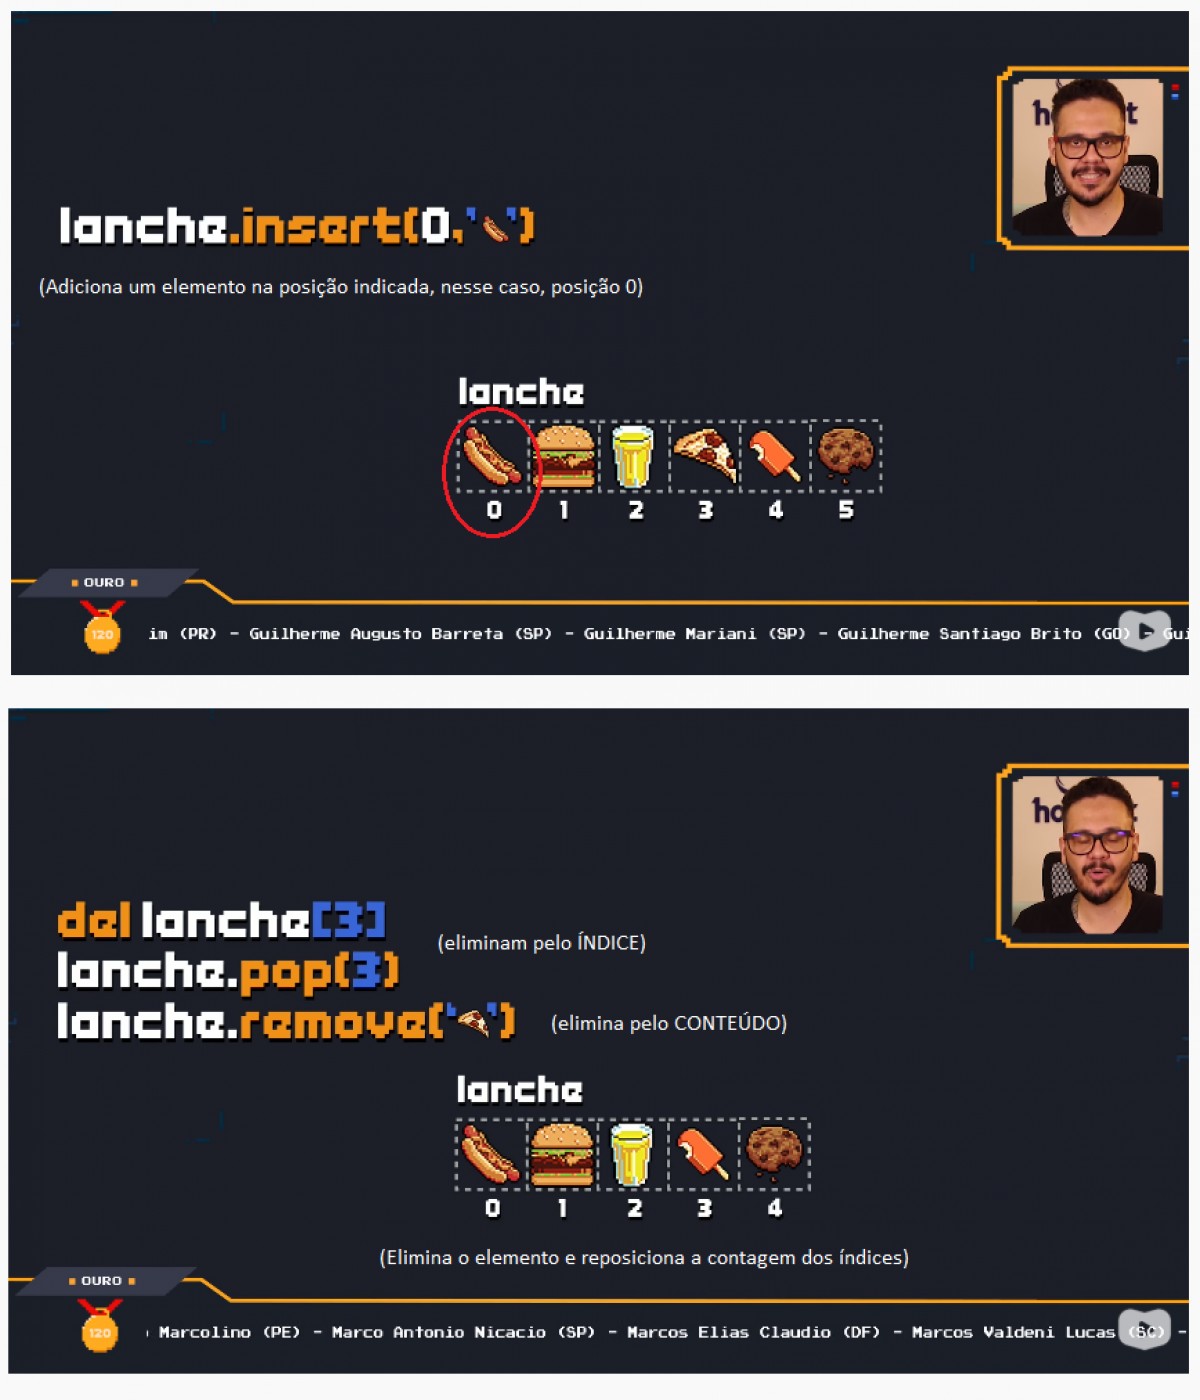 lanche.insert(0,'')
(Adiciona um elemento na posição indicada, nesse caso, posição 0)
lanche
0 1 2 3 4 5
OURO
120
im (PR) - Guilherme Augusto Barreta (SP) - Guilherme Mariani (SP) - Guilherme Santiago Brito (GO) - Gui
del lanche[3]
(eliminam pelo ÍNDICE)
lanche.pop(3)
lanche.remove('')
(elimina pelo CONTEÚDO)
lanche
0 1 2 3 4
(Elimina o elemento e reposiciona a contagem dos índices)
OURO
120
Marcolino (PE) - Marco Antonio Nicacio (SP) - Marcos Elias Claudio (DF) - Marcos Valdeni Lucas (SC) -